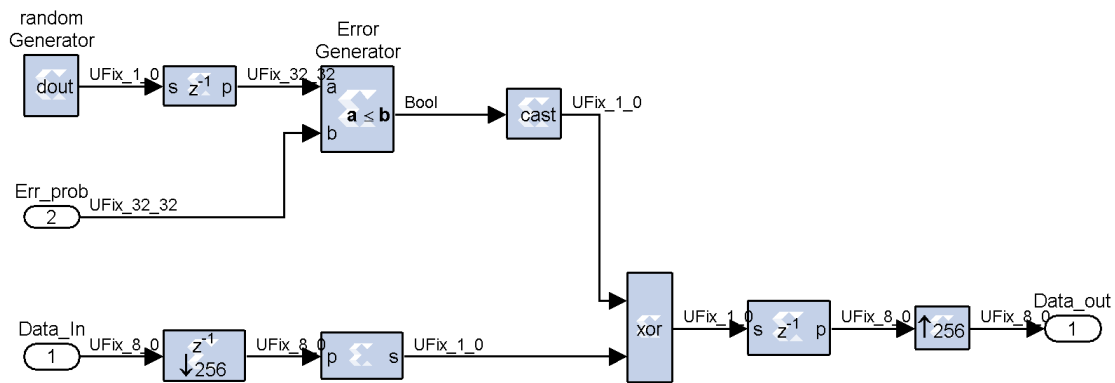 random
Generator
dout
UFix_1_0
s z-1 p
UFix_32_32
Error
Generator
a
a ≤ b
b
Bool
cast
UFix_1_0
Err_prob
2
UFix_32_32
Data_In
1
UFix_8_0
z-1
↓256
UFix_8_0
p s
UFix_1_0
xor
UFix_1_0
s z-1 p
UFix_8_0
↑256
UFix_8_0
Data_out
1